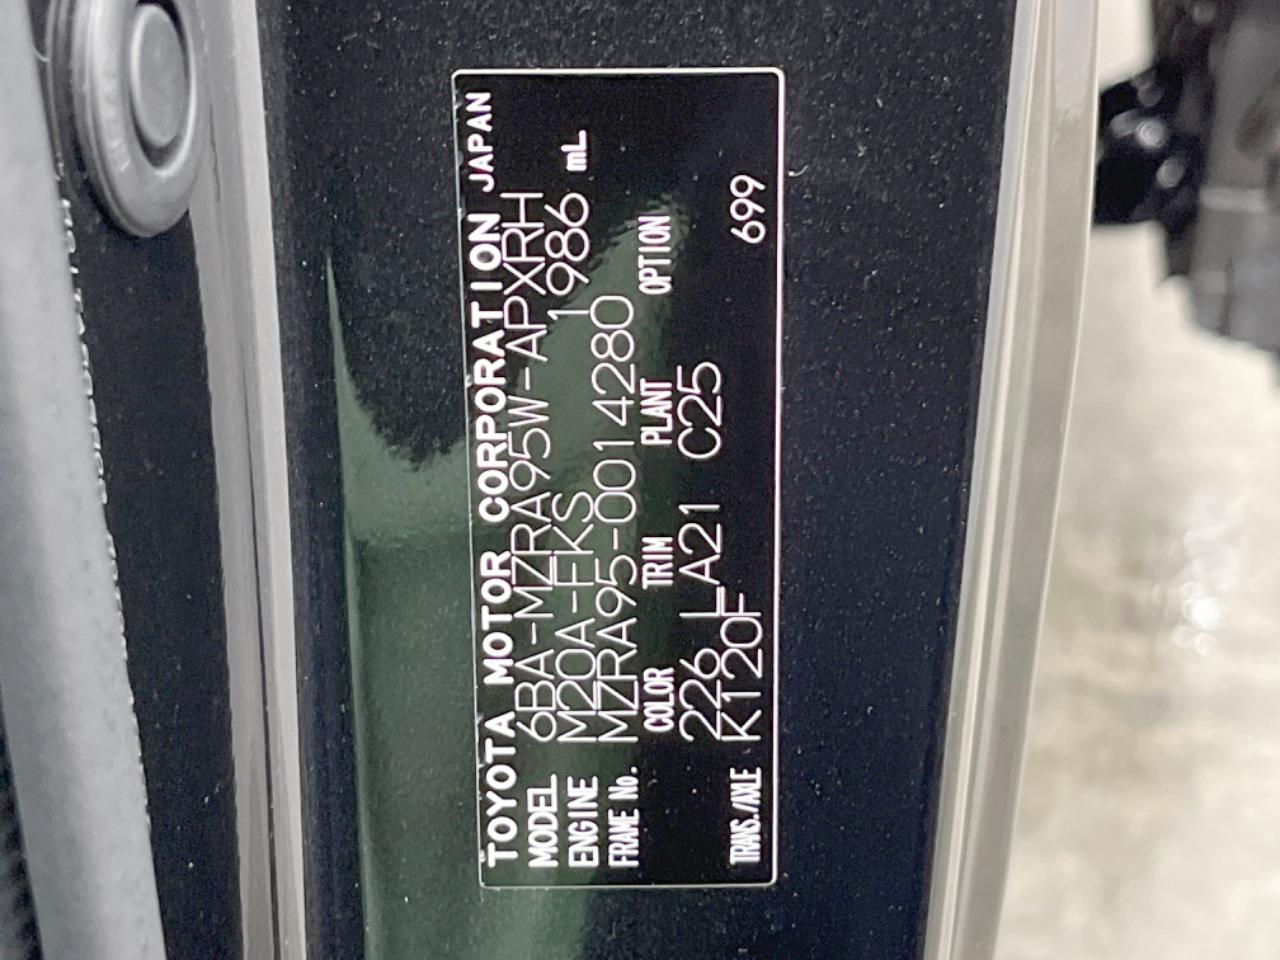 TOYOTA MOTOR CORPORATION JAPAN
MODEL 6BA-MZRA95W-APXRH
ENGINE M20A-FKS 1986 mL
FRAME No. MZRA95-0014280
COLOR TRIM PLANT OPTION
226 LA21 C25
TRANS./AXLE K120F 699